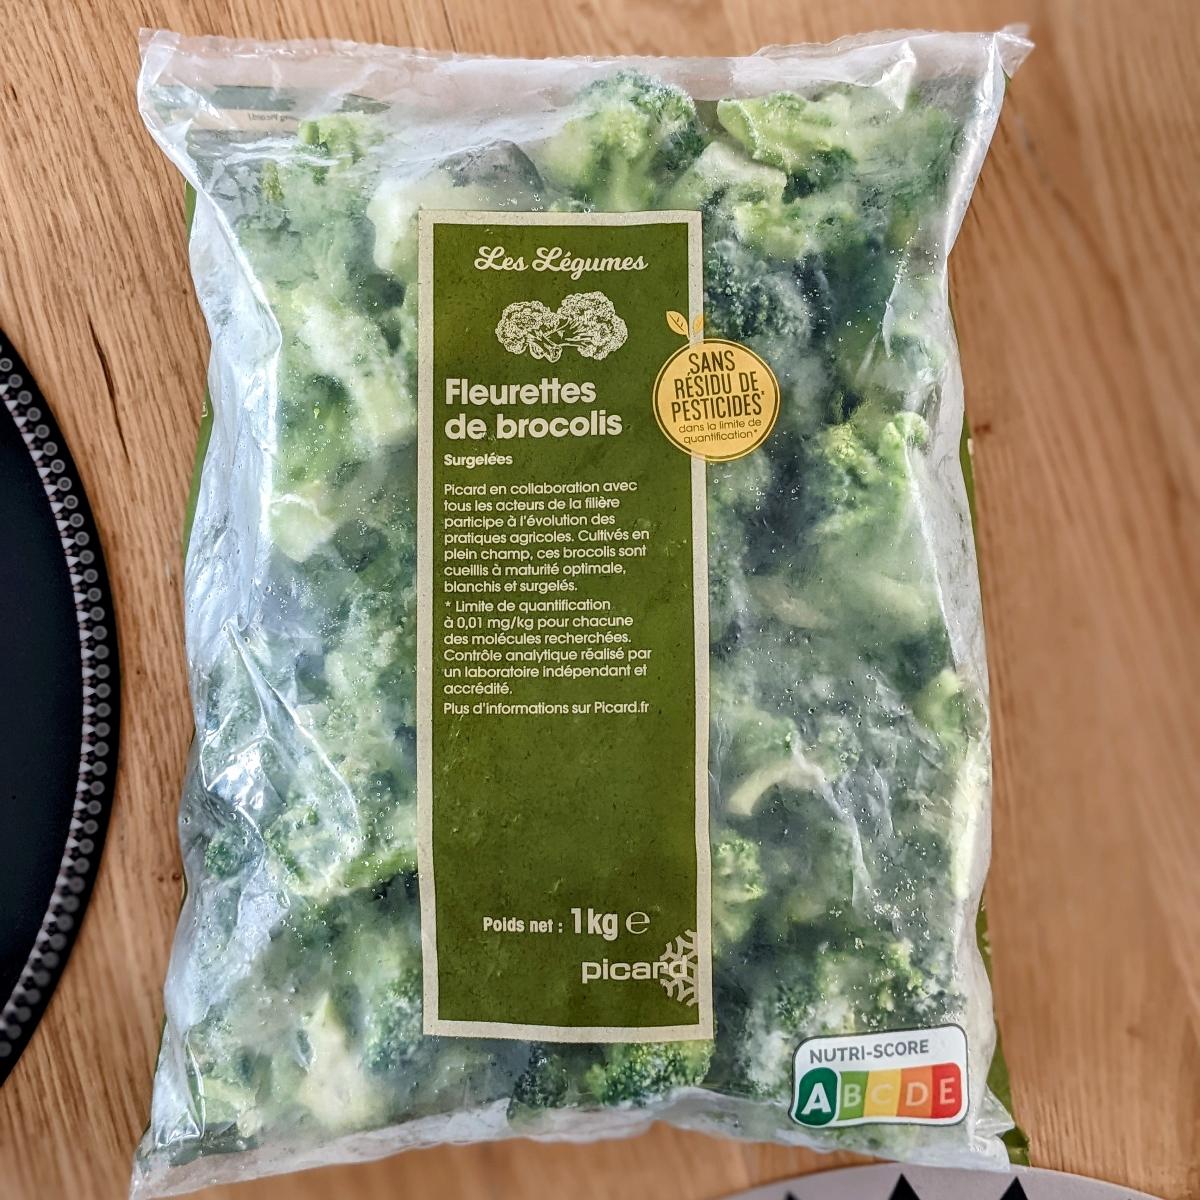 Les Légumes
Fleurettes
de brocolis
Surgelées
SANS
RÉSIDU DE
PESTICIDES*
dans la limite de
quantification*
Picard en collaboration avec
tous les acteurs de la filière
participe à l'évolution des
pratiques agricoles. Cultivés en
plein champ, ces brocolis sont
cueillis à maturité optimale,
blanchis et surgelés.
* Limite de quantification
à 0,01 mg/kg pour chacune
des molécules recherchées.
Contrôle analytique réalisé par
un laboratoire indépendant et
accrédité.
Plus d'informations sur Picard.fr
Poids net : 1kg ℮
picard
NUTRI-SCORE
A B C D E